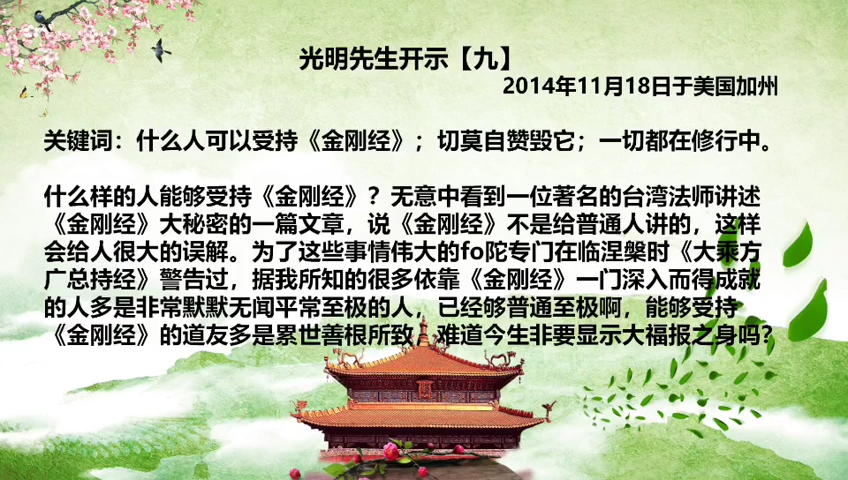 光明先生开示【九】
2014年11月18日于美国加州
关键词：什么人可以受持《金刚经》；切莫自赞毁它；一切都在修行中。
什么样的人能够受持《金刚经》？无意中看到一位著名的台湾法师讲述
《金刚经》大秘密的一篇文章，说《金刚经》不是给普通人讲的，这样
会给人很大的误解。为了这些事情伟大的fo陀专门在临涅槃时《大乘方
广总持经》警告过，据我所知的很多依靠《金刚经》一门深入而得成就
的人多是非常默默无闻平常至极的人，已经够普通至极啊，能够受持
《金刚经》的道友多是累世善根所致，难道今生非要显示大福报之身吗？